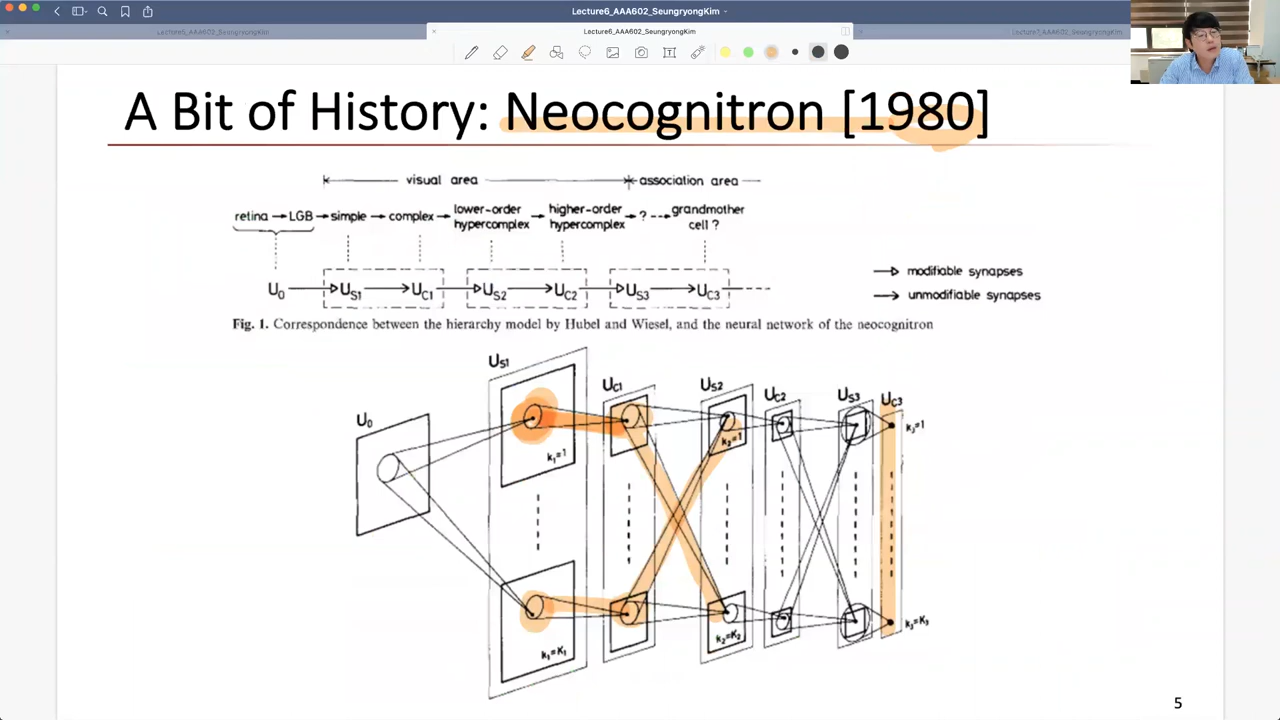 Lecture6_AAA602_SeungryongKim
Lecture5_AAA602_SeungryongKim
Lecture6_AAA602_SeungryongKim
Lecture7_AAA602_SeungryongKim
A Bit of History: Neocognitron [1980]
visual area
association area
retina
LGB
simple
complex
lower-order
hypercomplex
higher-order
hypercomplex
?
grandmother
cell ?
U0
US1
UC1
US2
UC2
US3
UC3
modifiable synapses
unmodifiable synapses
Fig. 1. Correspondence between the hierarchy model by Hubel and Wiesel, and the neural network of the neocognitron
U0
US1
UC1
US2
UC2
US3
UC3
k1=1
k2=1
k3=1
k1=K1
k2=K2
k3=K3
5